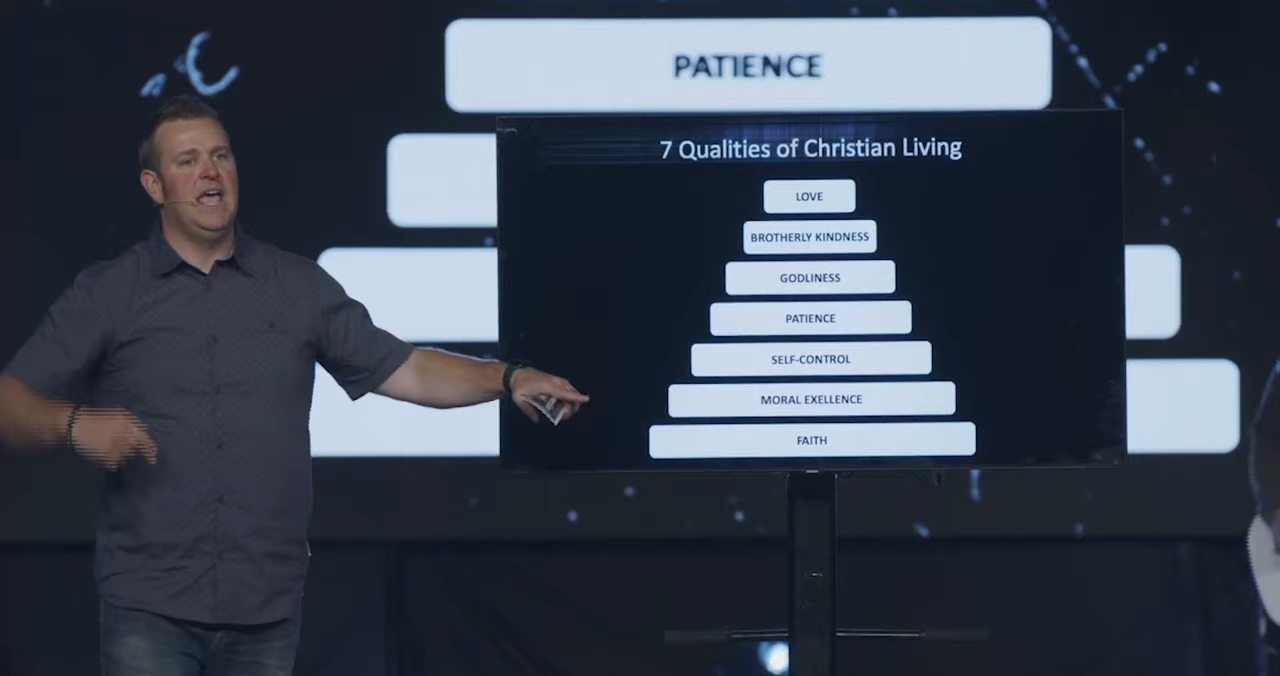 PATIENCE
7 Qualities of Christian Living
LOVE
BROTHERLY KINDNESS
GODLINESS
PATIENCE
SELF-CONTROL
MORAL EXELLENCE
FAITH